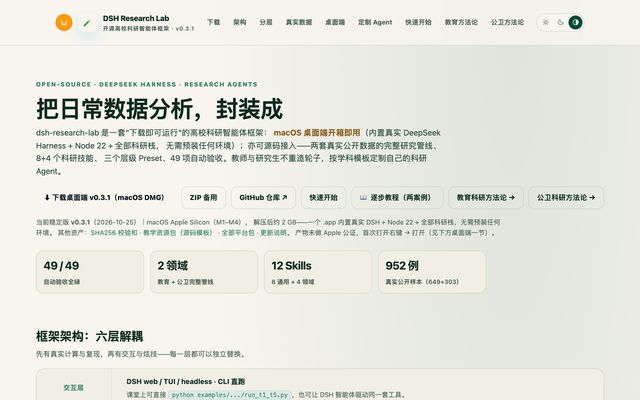 DSH Research Lab
开源高校科研智能体框架 · v0.3.1
下载 架构 分层 真实数据 桌面端 定制 Agent 快速开始 教育方法论 公卫方法论
OPEN-SOURCE · DEEPSEEK HARNESS · RESEARCH AGENTS
把日常数据分析，封装成
dsh-research-lab 是一套"下载即可运行"的高校科研智能体框架： macOS 桌面端开箱即用（内置真实 DeepSeek
Harness + Node 22 + 全部科研栈， 无需预装任何环境）；亦可源码接入——两套真实公开数据的完整研究管线、
8+4 个科研技能、 三个层级 Preset、49 项自动验收。教师与研究生不重造轮子，按学科模板定制自己的科研
Agent。
⬇ 下载桌面端 v0.3.1（macOS DMG） ZIP 备用 GitHub 仓库 ↗ 快速开始 📖 逐步教程（两案例） 教育科研方法论 → 公卫科研方法论 →
当前稳定版 v0.3.1（2026-10-25）｜macOS Apple Silicon（M1–M4）， 解压后约 2 GB——一个 .app 内置真实 DSH + Node 22 + 全部科研栈，无需预装任何
环境。 其他资产：SHA256 校验和 · 教学资源包（源码模板） · 全部平台包 · 更新说明。 产物未做 Apple 公证，首次打开右键 → 打开（见下方桌面端一节）。
49 / 49
自动验收全绿
2 领域
教育 + 公卫完整管线
12 Skills
8 通用 + 4 领域
952 例
真实公开样本（649+303）
框架架构：六层解耦
先有真实计算与复现，再有交互与炫技——每一层都可以独立替换。
交互层
DSH web / TUI / headless · CLI 直跑
课堂上可直接 python examples/.../run_t1_t5.py，也可让 DSH 智能体驱动同一套工具。